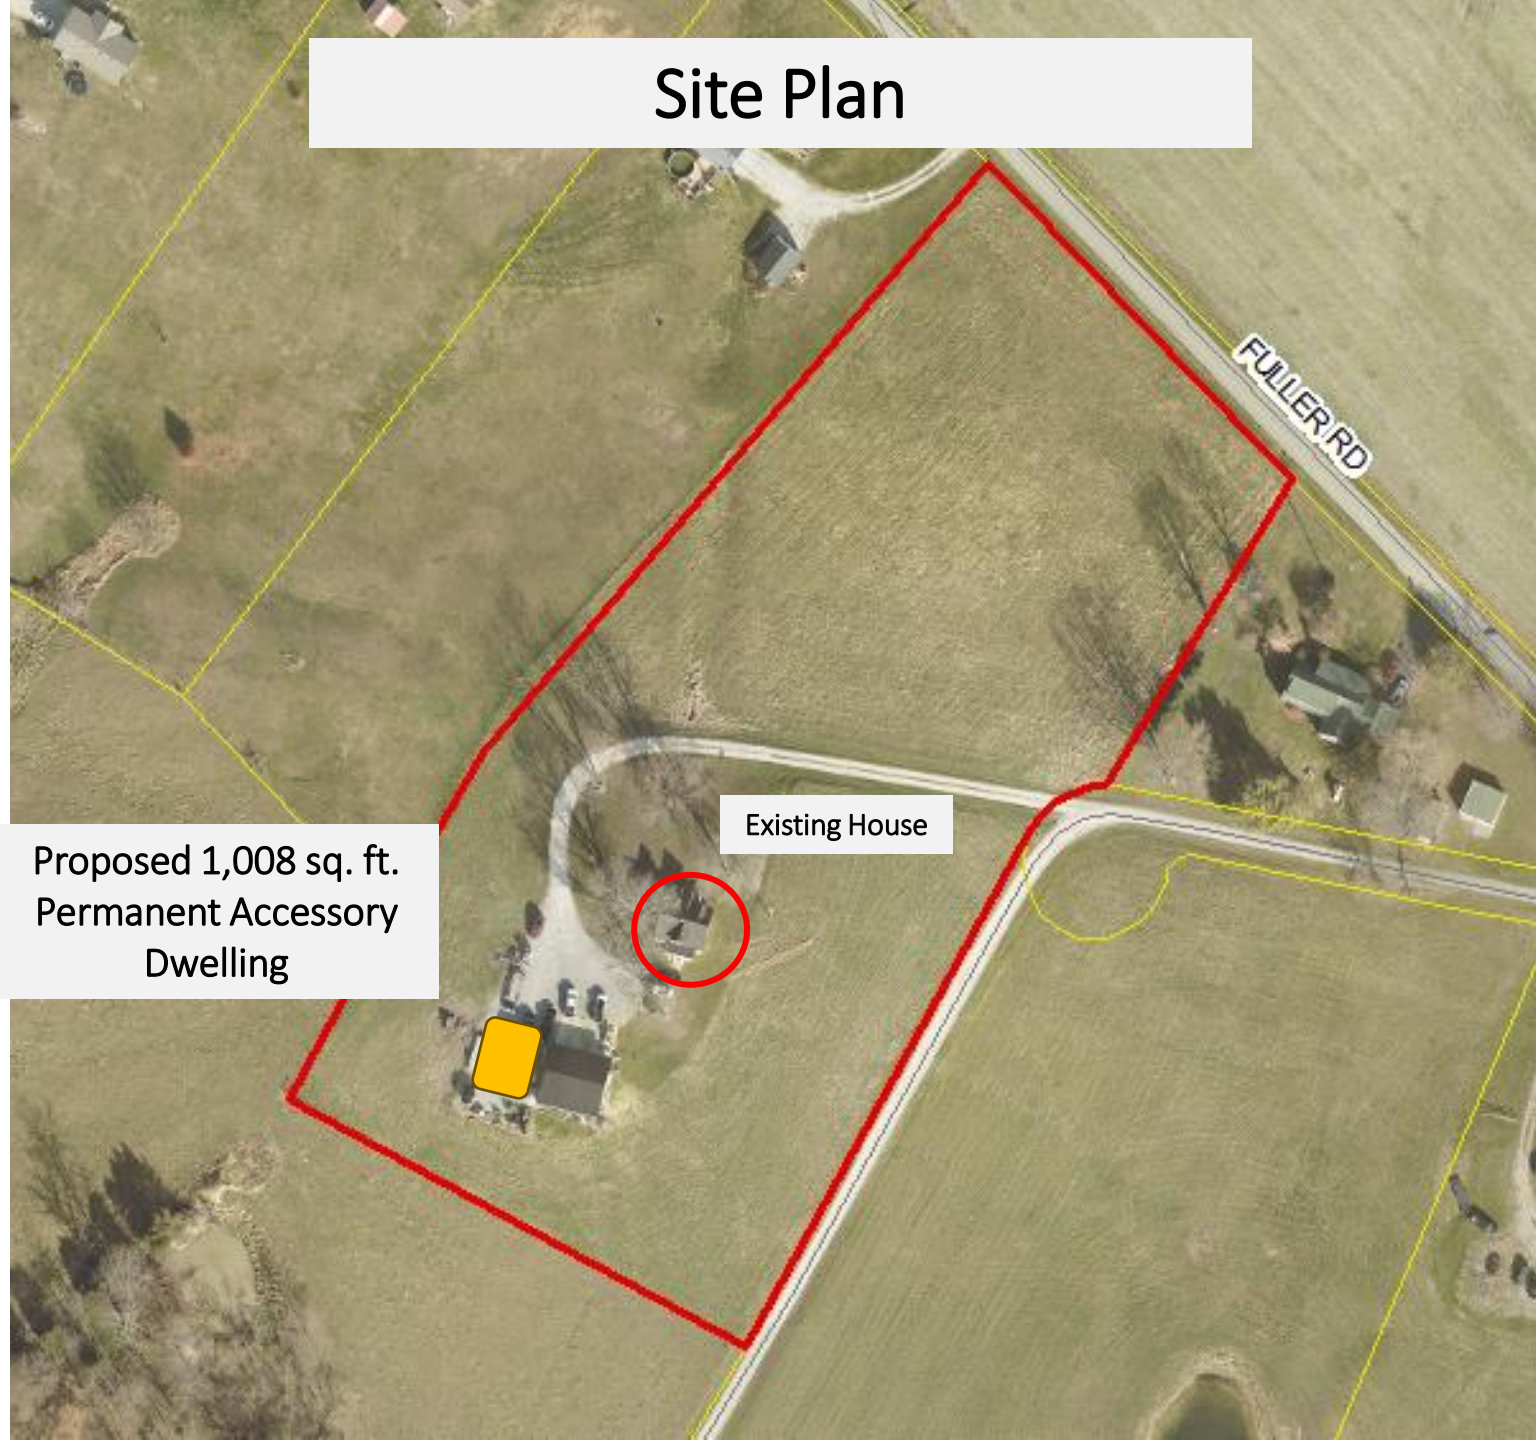 Site Plan
FULLER RD
Existing House
Proposed 1,008 sq. ft.
Permanent Accessory
Dwelling